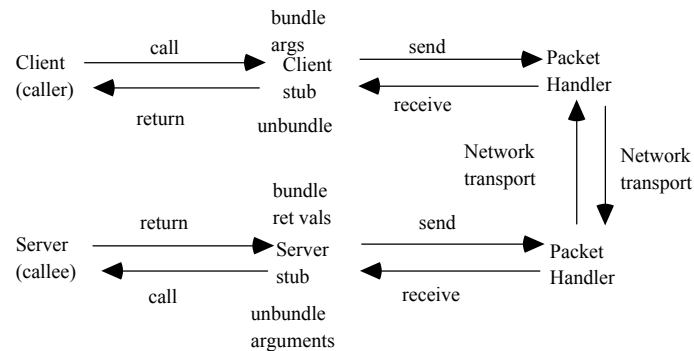 bundle
args
call
send
Client
(caller)
Client
stub
Packet
Handler
return
receive
unbundle
Network
transport
Network
transport
bundle
ret vals
return
send
Server
(callee)
Server
stub
Packet
Handler
call
receive
unbundle
arguments